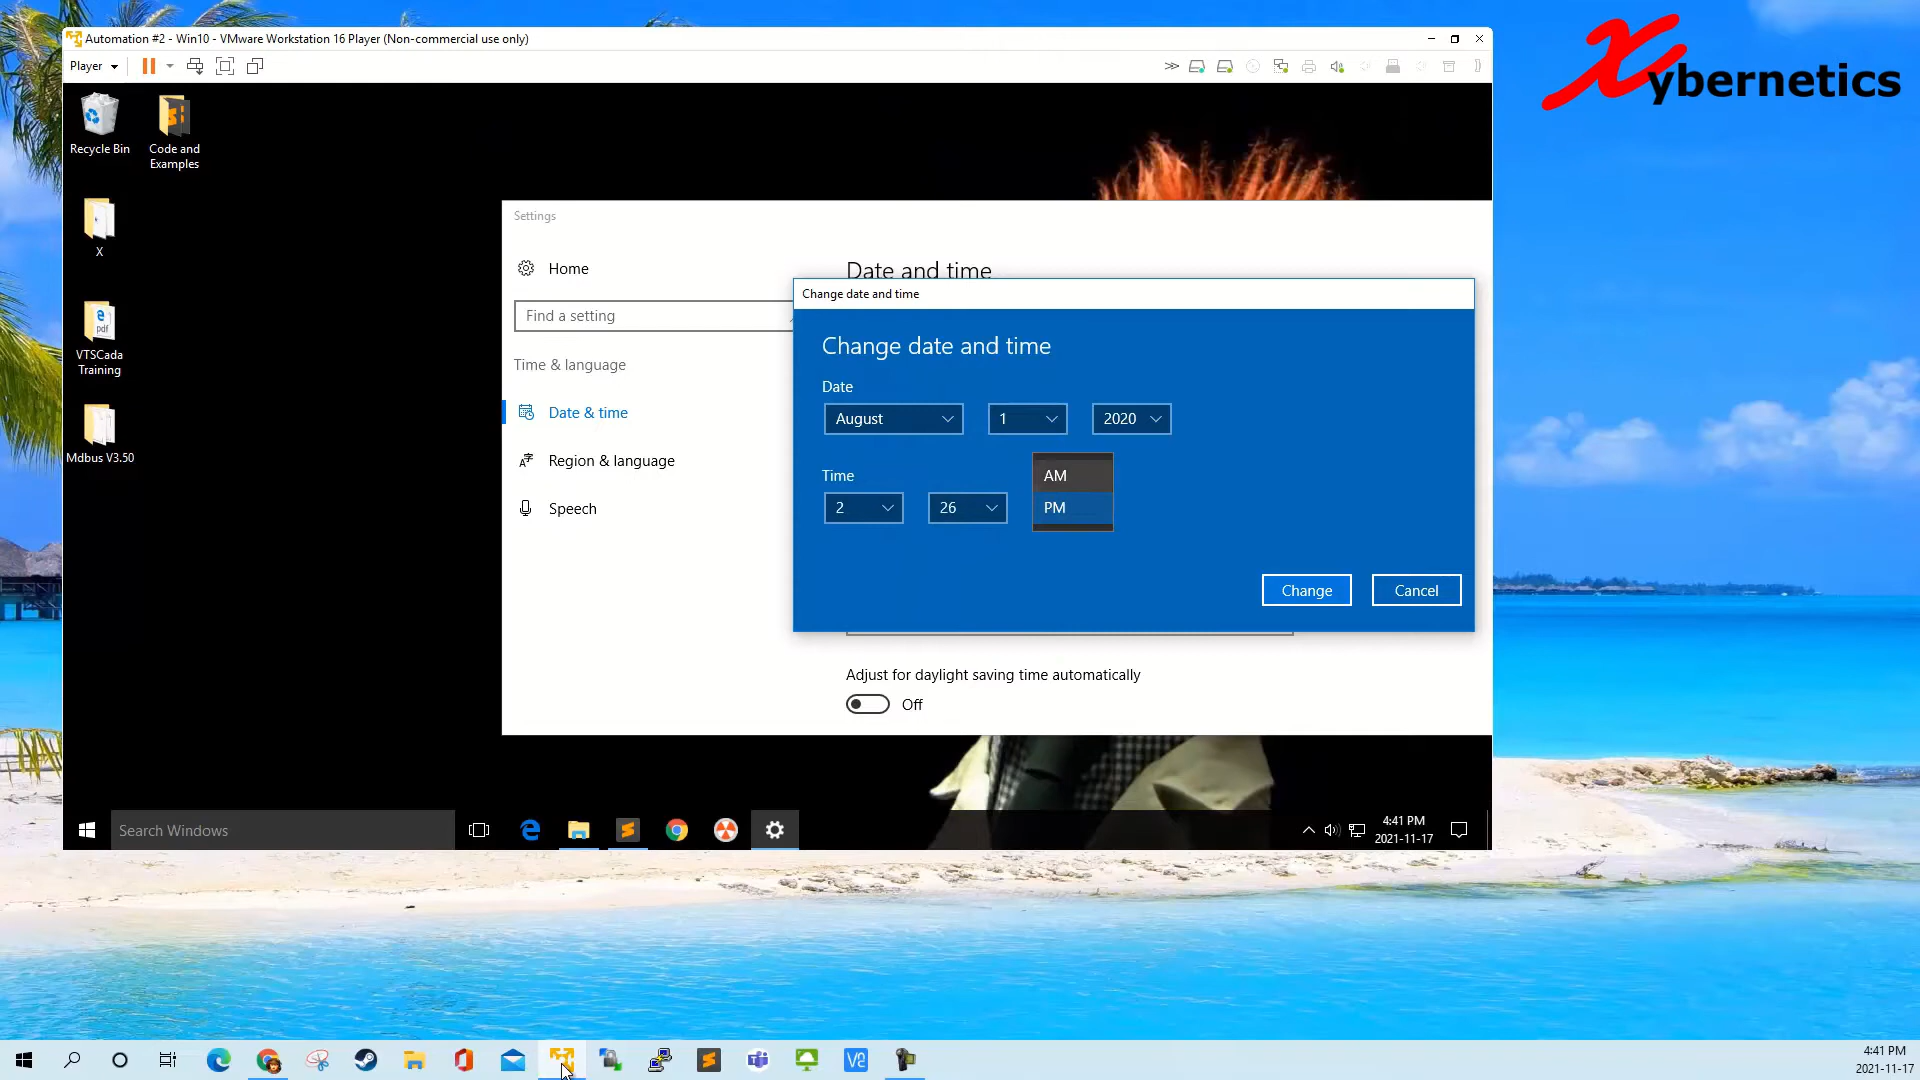 Automation #2 - Win10 - VMware Workstation 16 Player (Non-commercial use only)
Xybernetics
Player
Recycle Bin
Code and
Examples
X
VTSCada
Training
Mdbus V3.50
Settings
Home
Find a setting
Time & language
Date & time
Region & language
Speech
Date and time
Change date and time
Change date and time
Date
August 1 2020
Time
2 26 AM
PM
Change Cancel
Adjust for daylight saving time automatically
Off
Search Windows
4:41 PM
2021-11-17
4:41 PM
2021-11-17